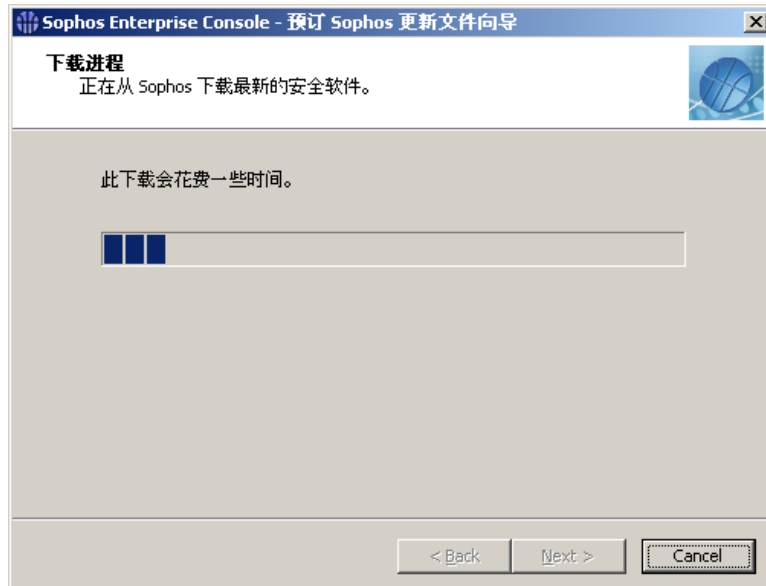 Sophos Enterprise Console - 预订 Sophos 更新文件向导
下载进程
正在从 Sophos 下载最新的安全软件。
此下载会花费一些时间。
< Back
Next >
Cancel